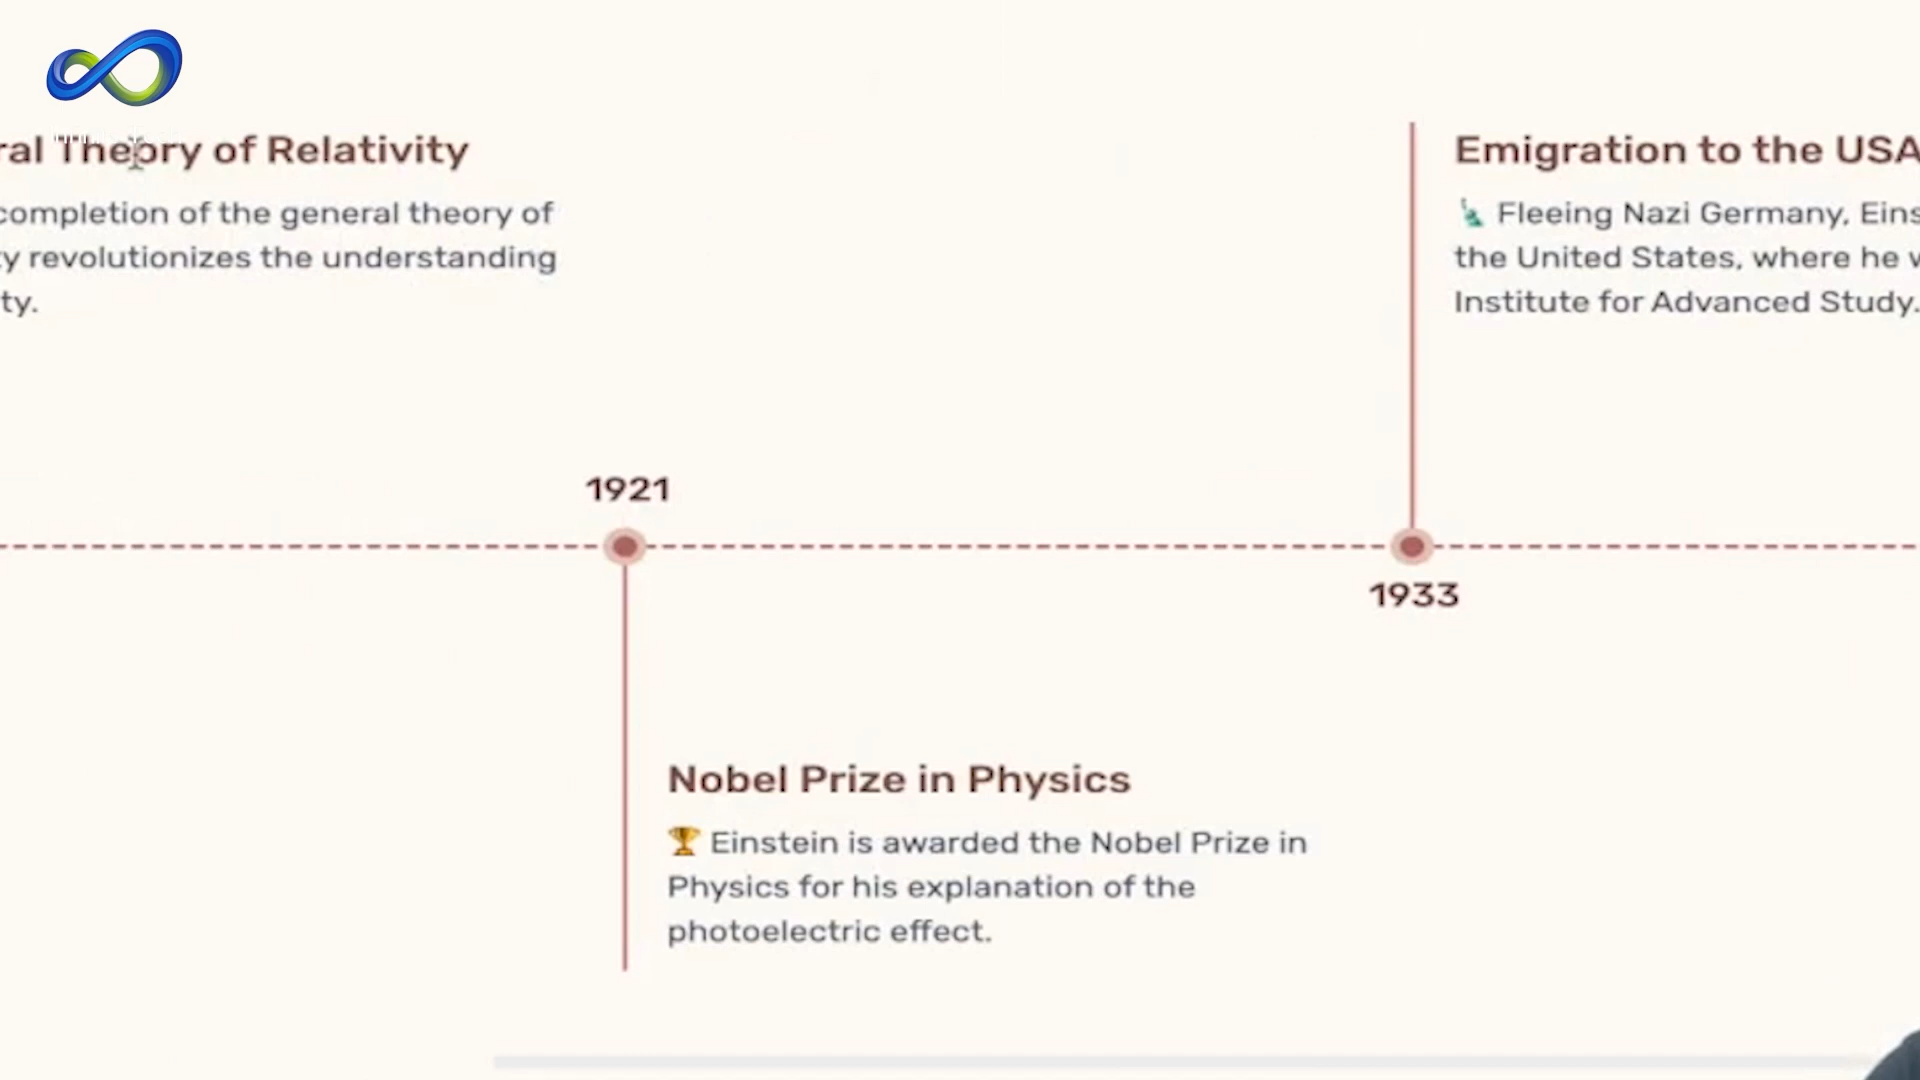 ral Theory of Relativity
completion of the general theory of
ty revolutionizes the understanding
ty.
1921
Nobel Prize in Physics
🏆 Einstein is awarded the Nobel Prize in
Physics for his explanation of the
photoelectric effect.
Emigration to the USA
🗽 Fleeing Nazi Germany, Eins
the United States, where he w
Institute for Advanced Study.
1933